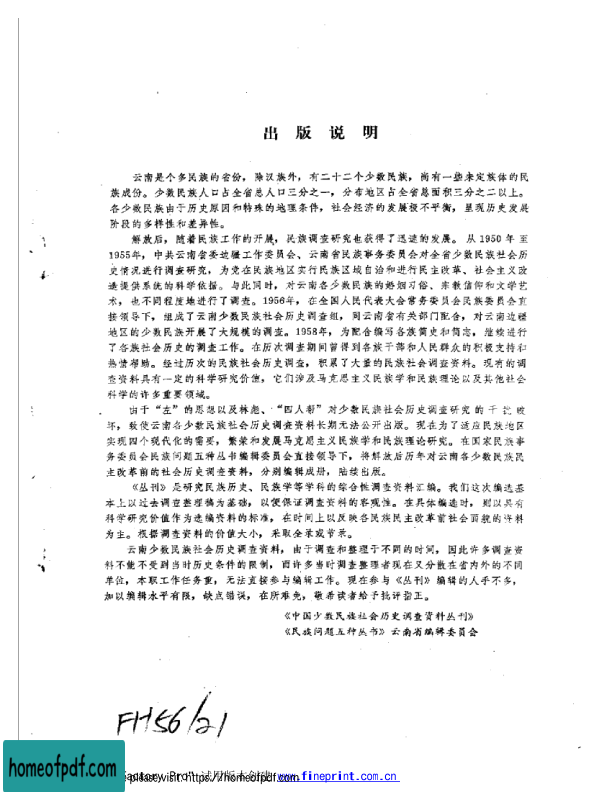 出版说明
云南是个多民族的省份，除汉族外，有二十二个少数民族，尚有一些未定族体的民
族成份。少数民族人口占全省总人口三分之一，分布地区占全省总面积三分之二以上。
各少数民族由于历史原因和特殊的地理条件，社会经济的发展极不平衡，呈现历史发展
阶段的多样性和差异性。
解放后，随着民族工作的开展，民族调查研究也获得了迅速的发展。从1950年至
1955年，中共云南省委边疆工作委员会、云南省民族事务委员会对全省少数民族社会历
史情况进行调查研究，为党在民族地区实行民族区域自治和进行民主改革、社会主义改
造提供系统的科学依据。与此同时，对云南各少数民族的婚姻习俗、宗教信仰和文学艺
术，也不同程度地进行了调查。1956年，在全国人民代表大会常务委员会民族委员会直
接领导下，组成了云南少数民族社会历史调查组，同云南省有关部门配合，对云南边疆
地区的少数民族开展了大规模的调查。1958年，为配合编写各族简史和简志，继续进行
了各族社会历史的调查工作。在历次调查期间曾得到各族干部和人民群众的积极支持和
热情帮助。经过历次的民族社会历史调查，积累了大量的民族社会调查资料。现有的调
查资料具有一定的科学研究价值，它们涉及马克思主义民族学和民族理论以及其他社会
科学的许多重要领域。
由于“左”的思想以及林彪、“四人帮”对少数民族社会历史调查研究的干扰破
坏，致使云南各少数民族社会历史调查资料长期无法公开出版。现在为了适应民族地区
实现四个现代化的需要，繁荣和发展马克思主义民族学和民族理论研究。在国家民族事
务委员会民族问题五种丛书编辑委员会直接领导下，将解放后历年对云南各少数民族民
主改革前的社会历史调查资料，分别编辑成册，陆续出版。
《丛刊》是研究民族历史、民族学等学科的综合性调查资料汇编。我们这次编选基
本上以过去调查整理稿为基础，以便保证调查资料的客观性。在具体编选时，则以具有
科学研究价值作为选编资料的标准，在时间上以反映各民族民主改革前社会面貌的资料
为主。根据调查资料的价值大小，采取全录或节录。
云南少数民族社会历史调查资料，由于调查和整理于不同的时间，因此许多调查资
料不能不受到当时历史条件的限制，而许多当时调查整理者现在又分散在省内外的不同
单位，本职工作任务重，无法直接参与编辑工作。现在参与《丛刊》编辑的人手不多，
加以编辑水平有限，缺点错误，在所难免，敬希读者给予批评指正。
《中国少数民族社会历史调查资料丛刊》
《民族问题五种丛书》云南省编辑委员会
FH56/21
homeofpdf.com
please visit: https://homeofpdf.com
www.fineprint.com.cn